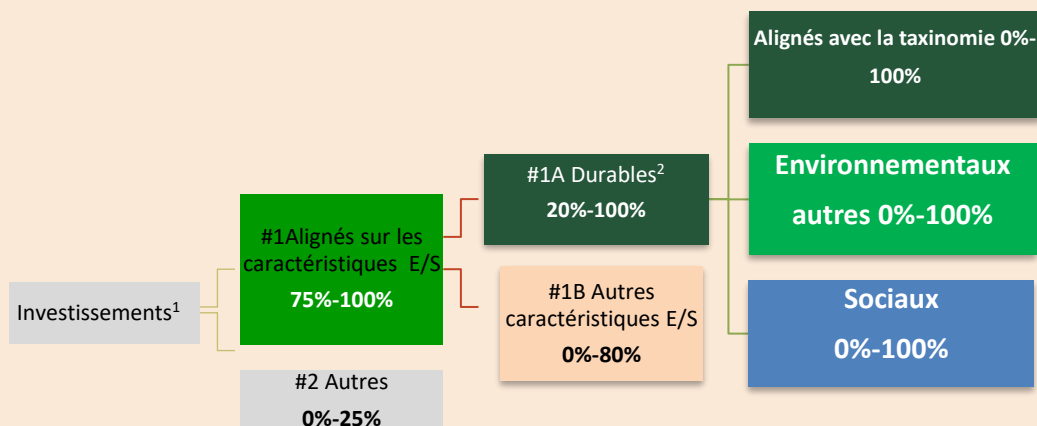 Investissements1
#1Alignés sur les
caractéristiques E/S
75%-100%
#2 Autres
0%-25%
#1A Durables2
20%-100%
#1B Autres
caractéristiques E/S
0%-80%
Alignés avec la taxinomie 0%-
100%
Environnementaux
autres 0%-100%
Sociaux
0%-100%